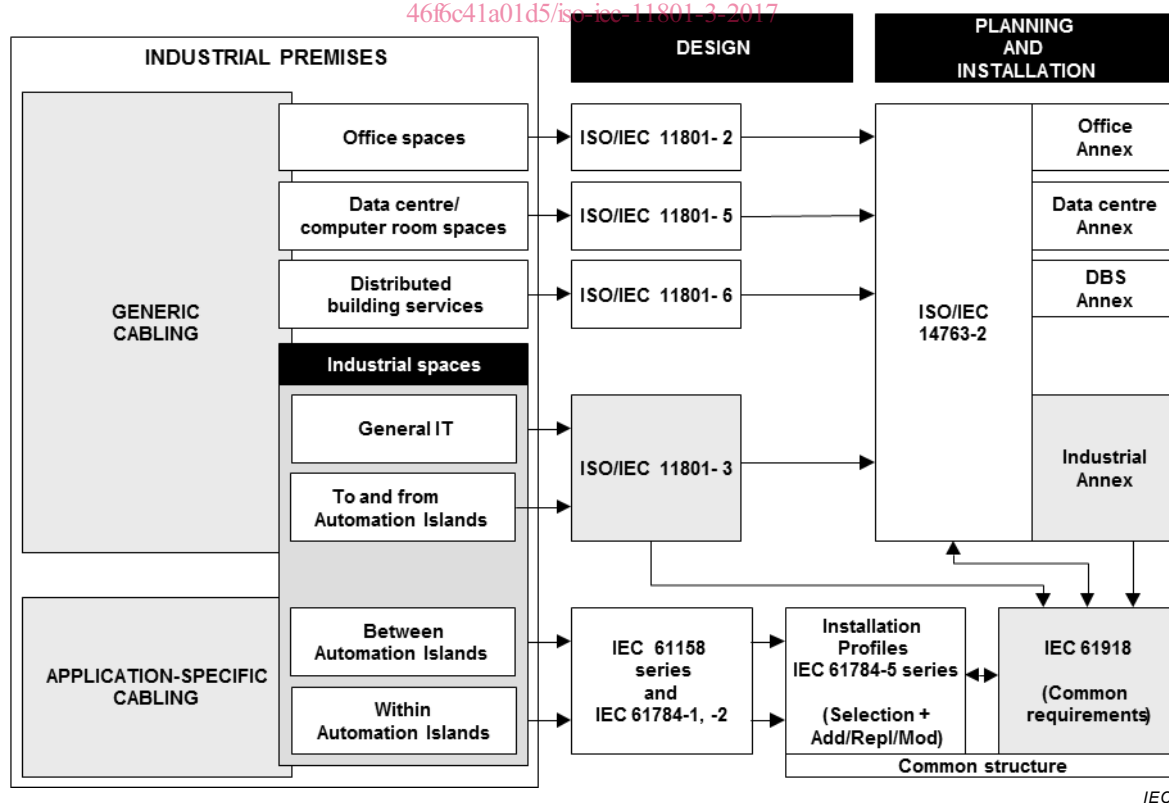 46f6c41a01d5/iso-iec-11801-3-2017
INDUSTRIAL PREMISES
DESIGN
PLANNING
AND
INSTALLATION
GENERIC
CABLING
Office spaces
ISO/IEC 11801- 2
Office
Annex
Data centre/
computer room spaces
ISO/IEC 11801- 5
Data centre
Annex
Distributed
building services
ISO/IEC 11801- 6
DBS
Annex
ISO/IEC
14763-2
Industrial spaces
General IT
To and from
Automation Islands
ISO/IEC 11801- 3
Industrial
Annex
APPLICATION-SPECIFIC
CABLING
Between
Automation Islands
Within
Automation Islands
IEC 61158
series
and
IEC 61784-1, -2
Installation
Profiles
IEC 61784-5 series
(Selection +
Add/Repl/Mod)
IEC 61918
(Common
requirements)
Common structure
IEC